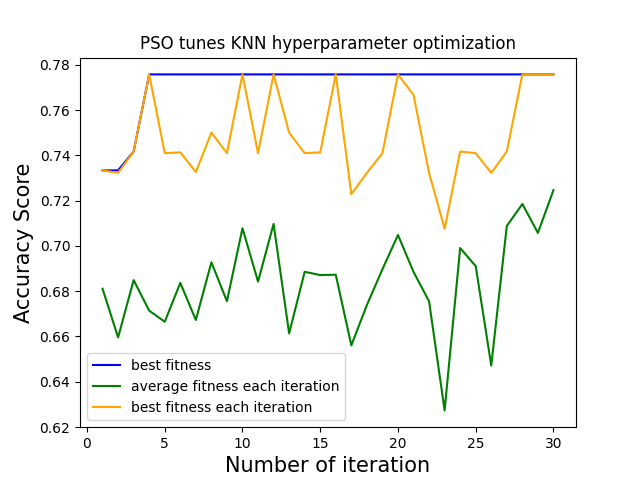 PSO tunes KNN hyperparameter optimization
0.78
0.76
0.74
0.72
0.70
0.68
0.66
0.64
0.62
Accuracy Score
best fitness
average fitness each iteration
best fitness each iteration
0 5 10 15 20 25 30
Number of iteration